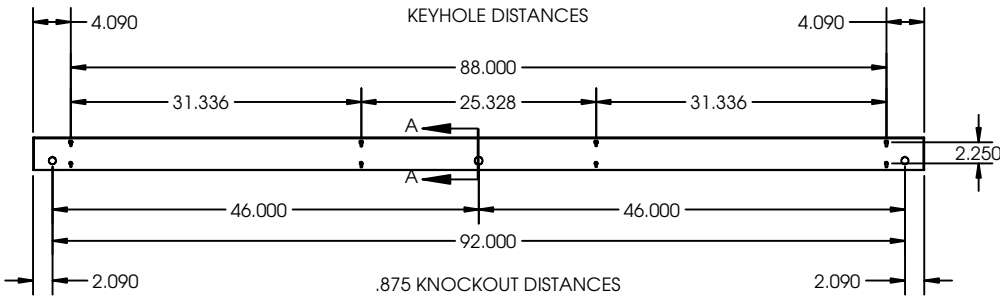 KEYHOLE DISTANCES
4.090 4.090
88.000
31.336 25.328 31.336
A
2.250
A
46.000 46.000
92.000
2.090 .875 KNOCKOUT DISTANCES 2.090